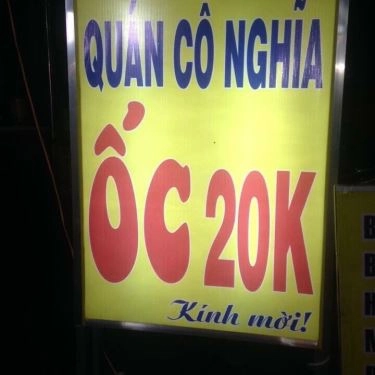 QUÁN CÔ NGHĨA
ỐC 20K
Kính mời!